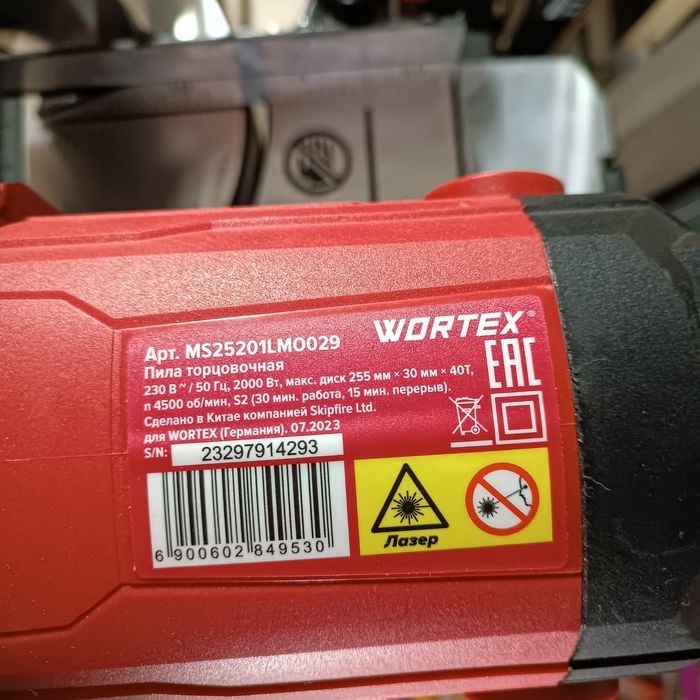 WORTEX®
Арт. MS25201LMO029
Пила торцовочная
230 В ~ / 50 Гц, 2000 Вт, макс. диск 255 мм × 30 мм × 40Т,
n 4500 об/мин, S2 (30 мин. работа, 15 мин. перерыв).
Сделано в Китае компанией Skipfire Ltd.
для WORTEX (Германия). 07.2023
S/N: 23297914293
EAC
6 900602 849530
Лазер